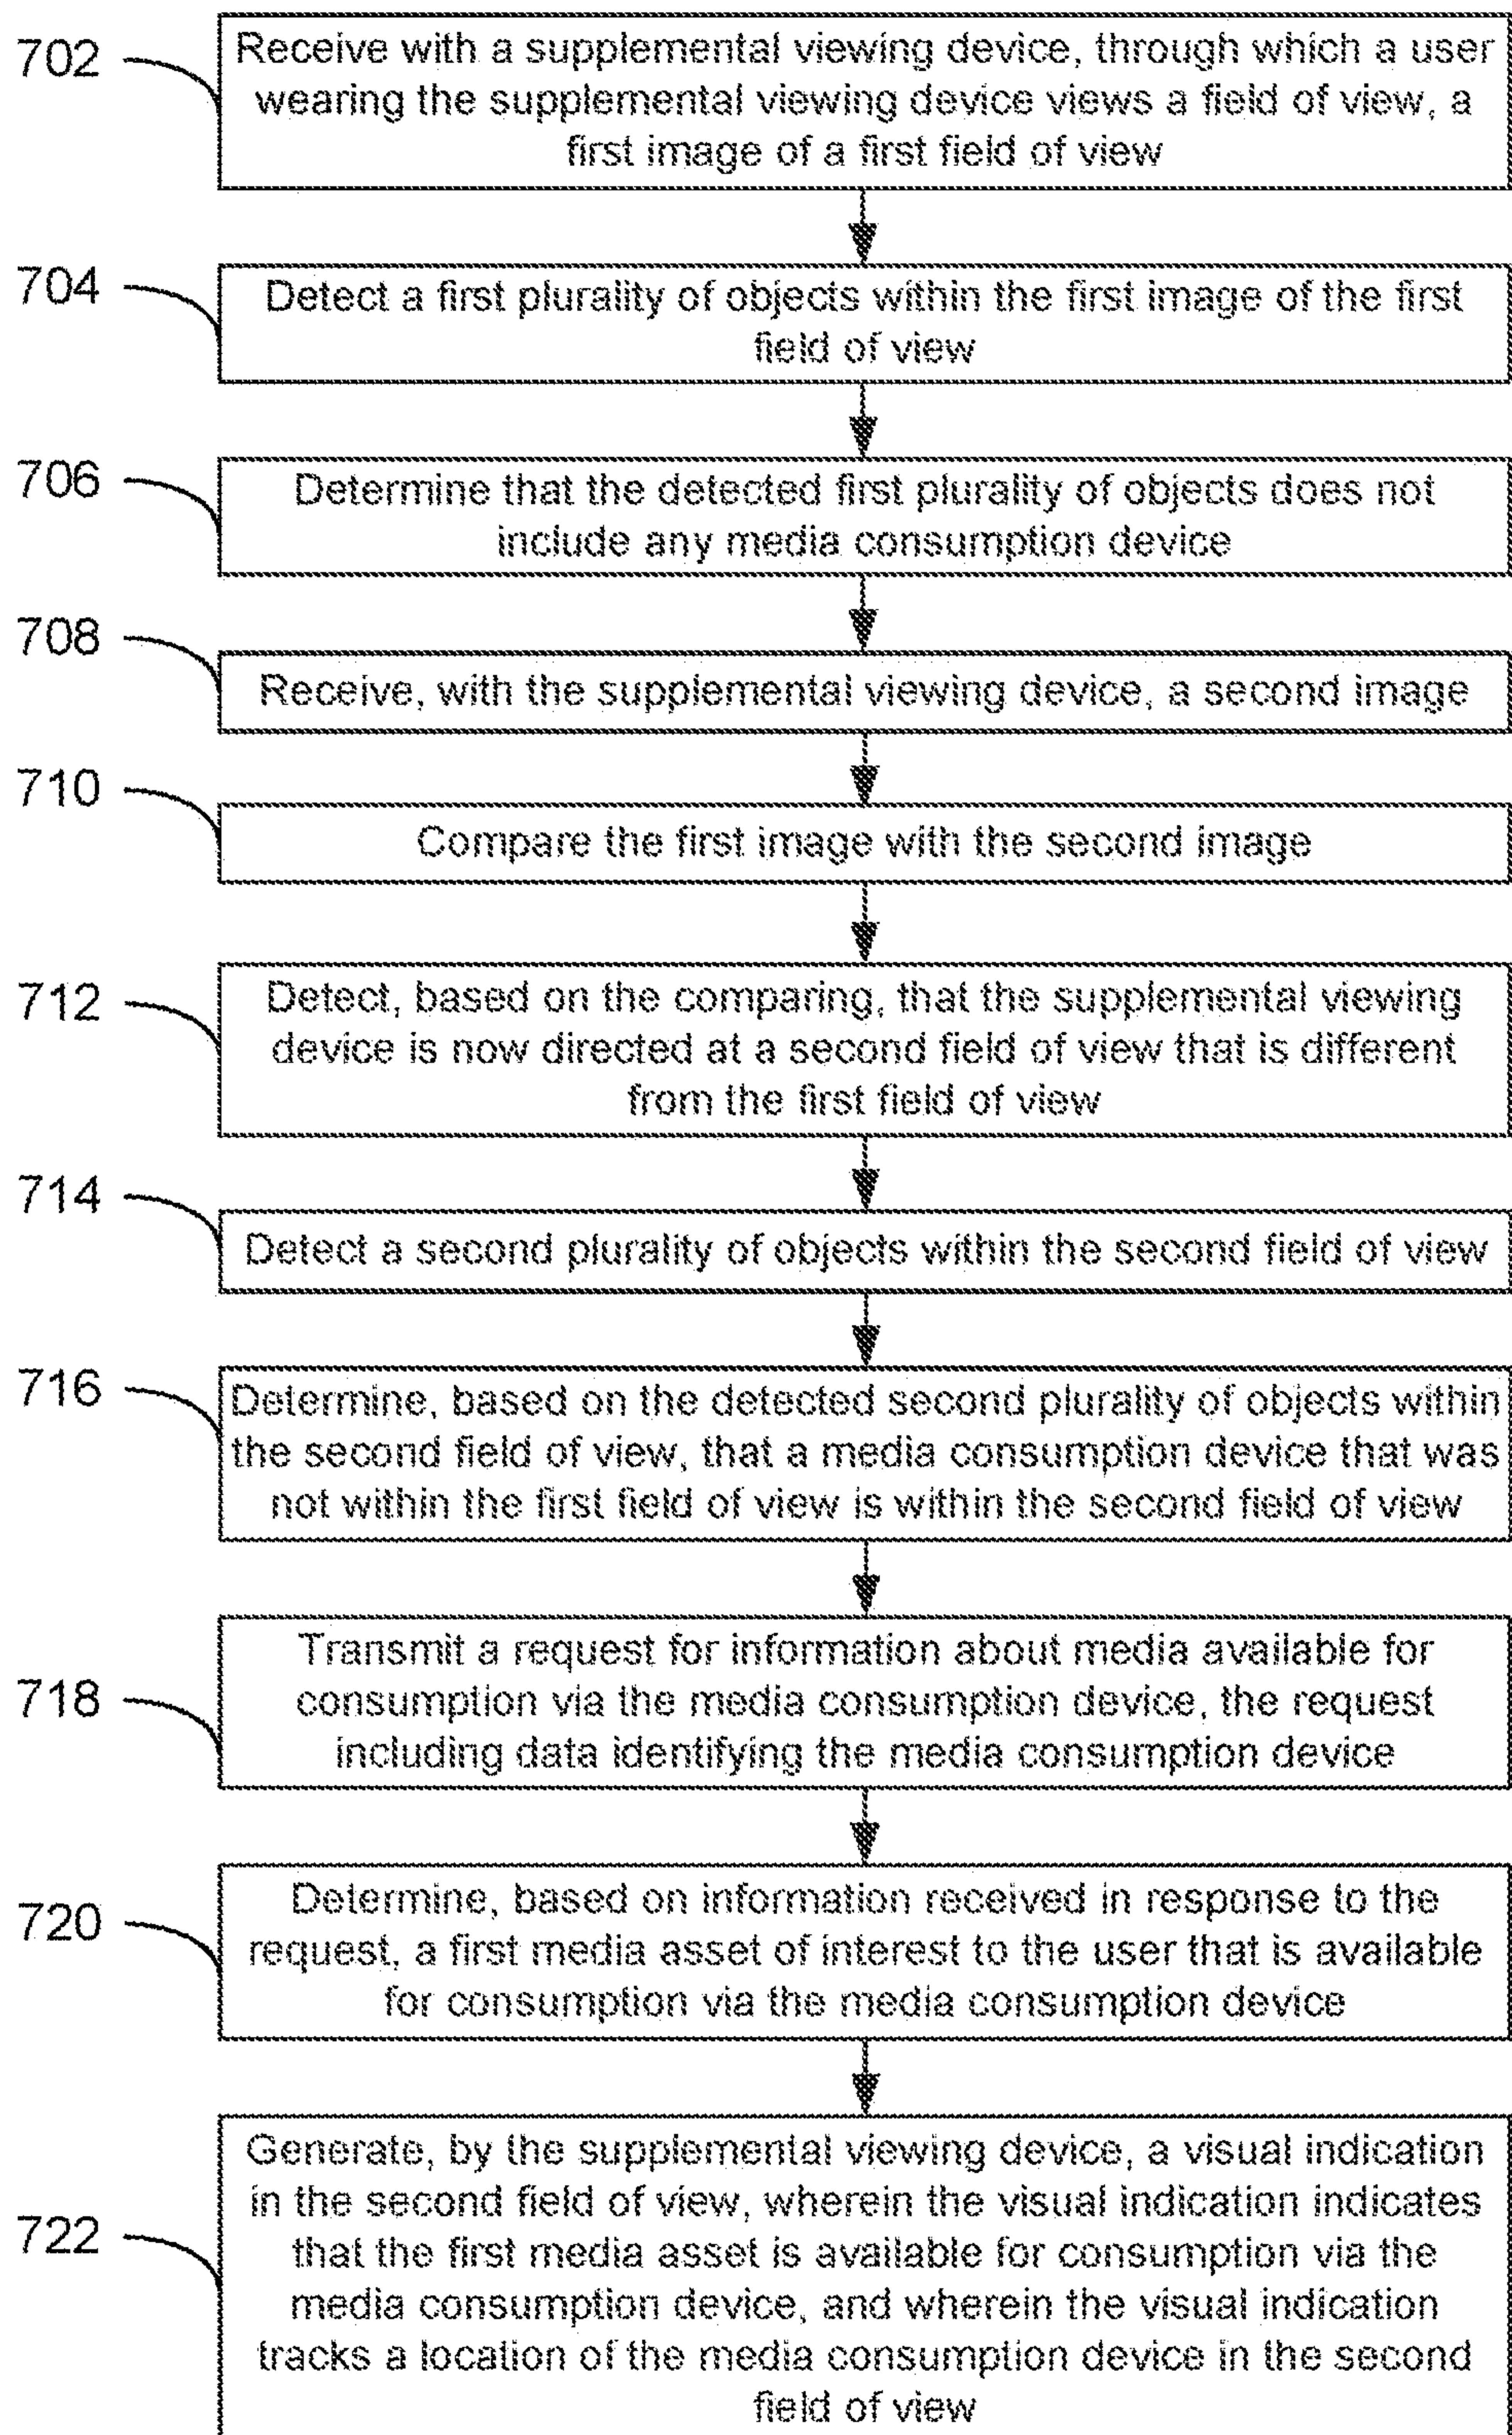 702
Receive with a supplemental viewing device, through which a user
wearing the supplemental viewing device views a field of view, a
first image of a first field of view
704
Detect a first plurality of objects within the first image of the first
field of view
706
Determine that the detected first plurality of objects does not
include any media consumption device
708
Receive, with the supplemental viewing device, a second image
710
Compare the first image with the second image
712
Detect, based on the comparing, that the supplemental viewing
device is now directed at a second field of view that is different
from the first field of view
714
Detect a second plurality of objects within the second field of view
716
Determine, based on the detected second plurality of objects within
the second field of view, that a media consumption device that was
not within the first field of view is within the second field of view
718
Transmit a request for information about media available for
consumption via the media consumption device, the request
including data identifying the media consumption device
720
Determine, based on information received in response to the
request, a first media asset of interest to the user that is available
for consumption via the media consumption device
722
Generate, by the supplemental viewing device, a visual indication
in the second field of view, wherein the visual indication indicates
that the first media asset is available for consumption via the
media consumption device, and wherein the visual indication
tracks a location of the media consumption device in the second
field of view